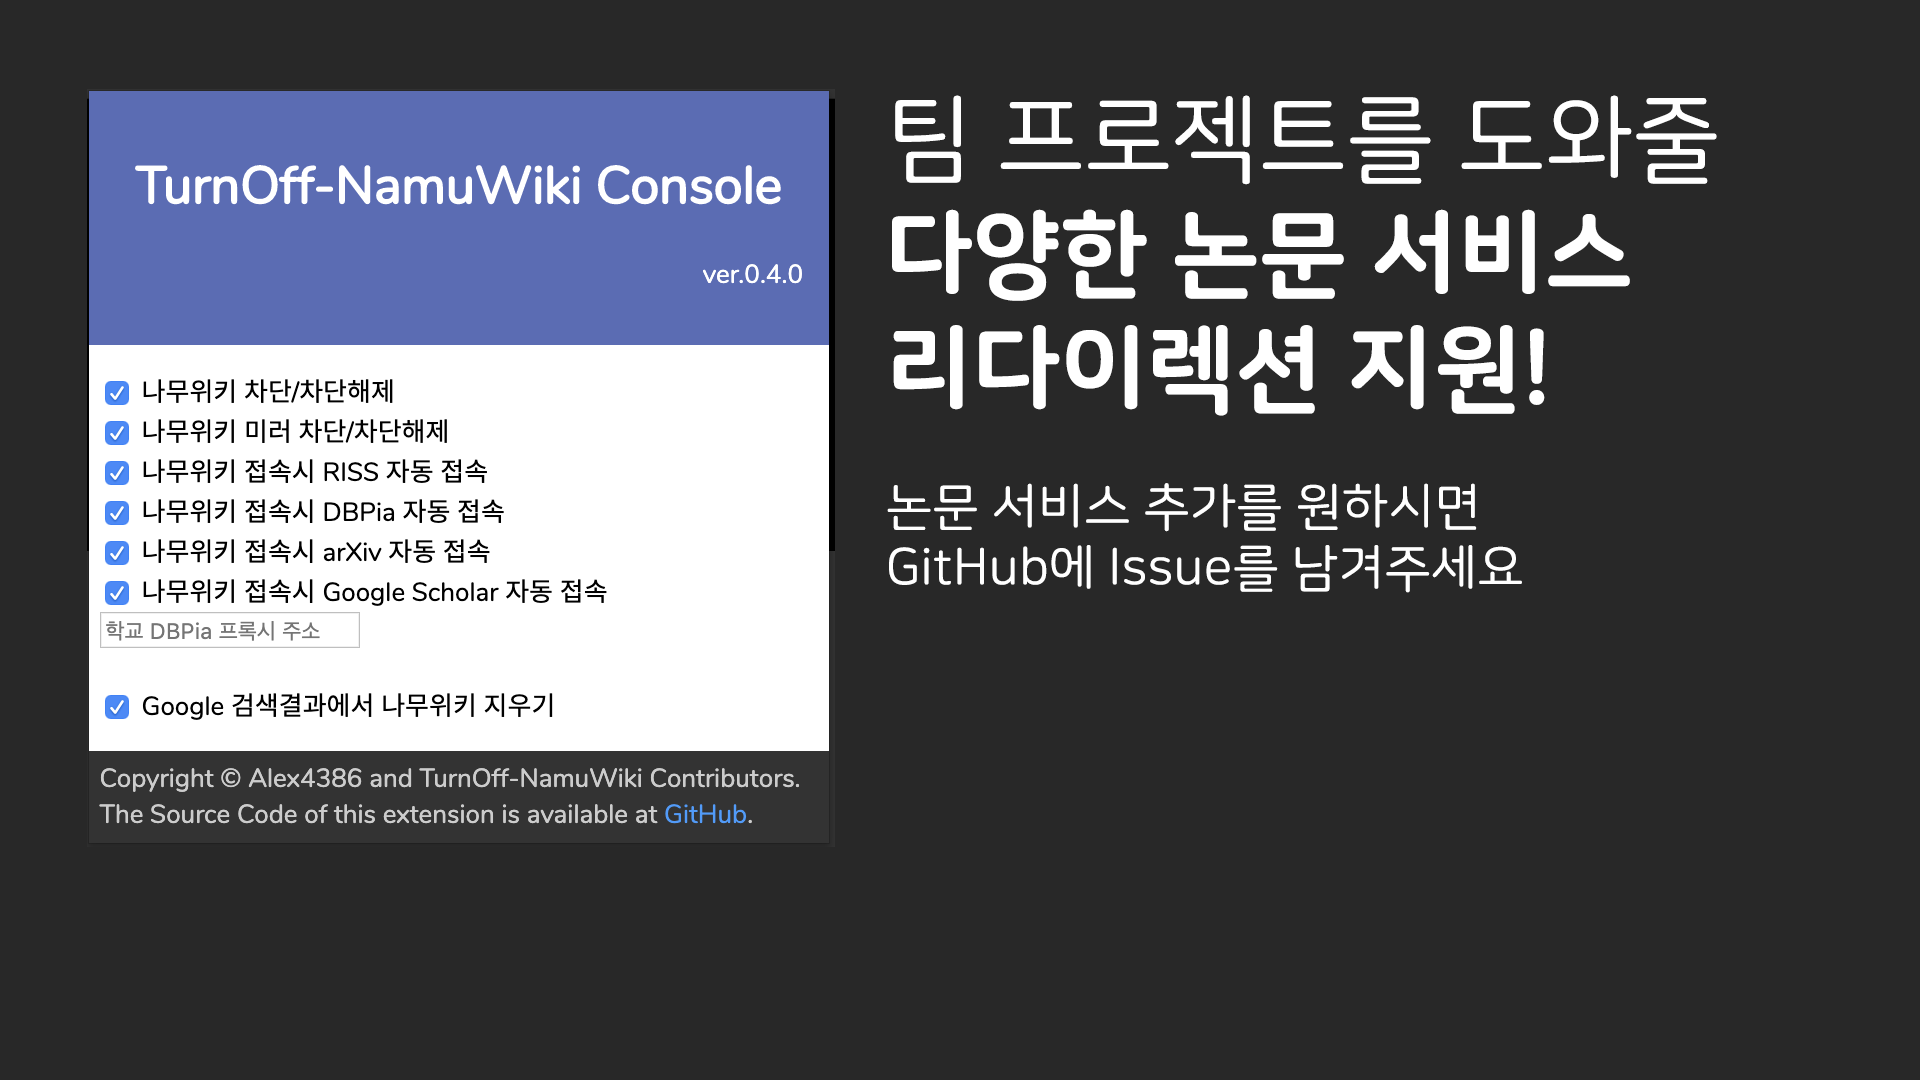 TurnOff-NamuWiki Console
ver.0.4.0
나무위키 차단/차단해제
나무위키 미러 차단/차단해제
나무위키 접속시 RISS 자동 접속
나무위키 접속시 DBPia 자동 접속
나무위키 접속시 arXiv 자동 접속
나무위키 접속시 Google Scholar 자동 접속
학교 DBPia 프록시 주소
Google 검색결과에서 나무위키 지우기
Copyright © Alex4386 and TurnOff-NamuWiki Contributors.
The Source Code of this extension is available at GitHub.
팀 프로젝트를 도와줄
다양한 논문 서비스
리다이렉션 지원!
논문 서비스 추가를 원하시면
GitHub에 Issue를 남겨주세요